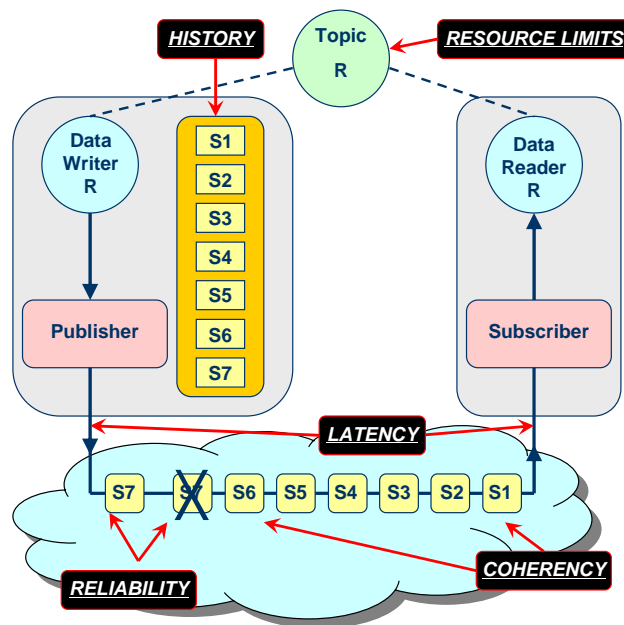 HISTORY
Topic
R
RESOURCE LIMITS
Data
Writer
R
S1
S2
S3
S4
S5
S6
S7
Data
Reader
R
Publisher
Subscriber
LATENCY
S7 S7 S6 S5 S4 S3 S2 S1
RELIABILITY
COHERENCY